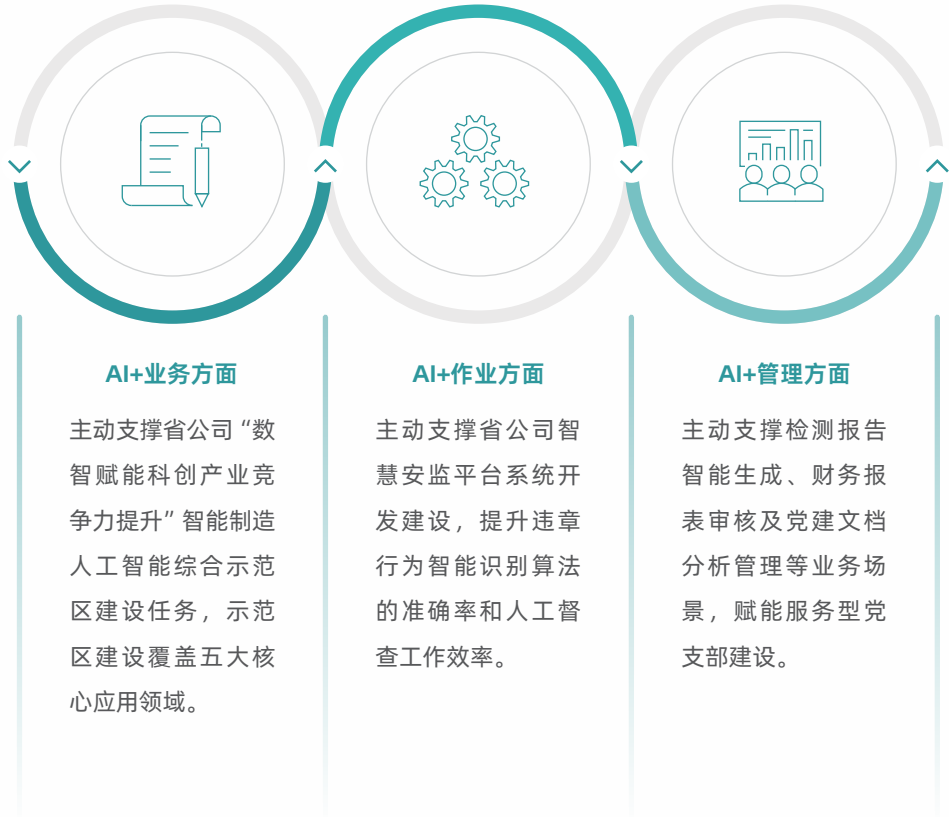 AI+业务方面
主动支撑省公司“数
智赋能科创产业竞
争力提升”智能制造
人工智能综合示范
区建设任务，示范
区建设覆盖五大核
心应用领域。
AI+作业方面
主动支撑省公司智
慧安监平台系统开
发建设，提升违章
行为智能识别算法
的准确率和人工督
查工作效率。
AI+管理方面
主动支撑检测报告
智能生成、财务报
表审核及党建文档
分析管理等业务场
景，赋能服务型党
支部建设。